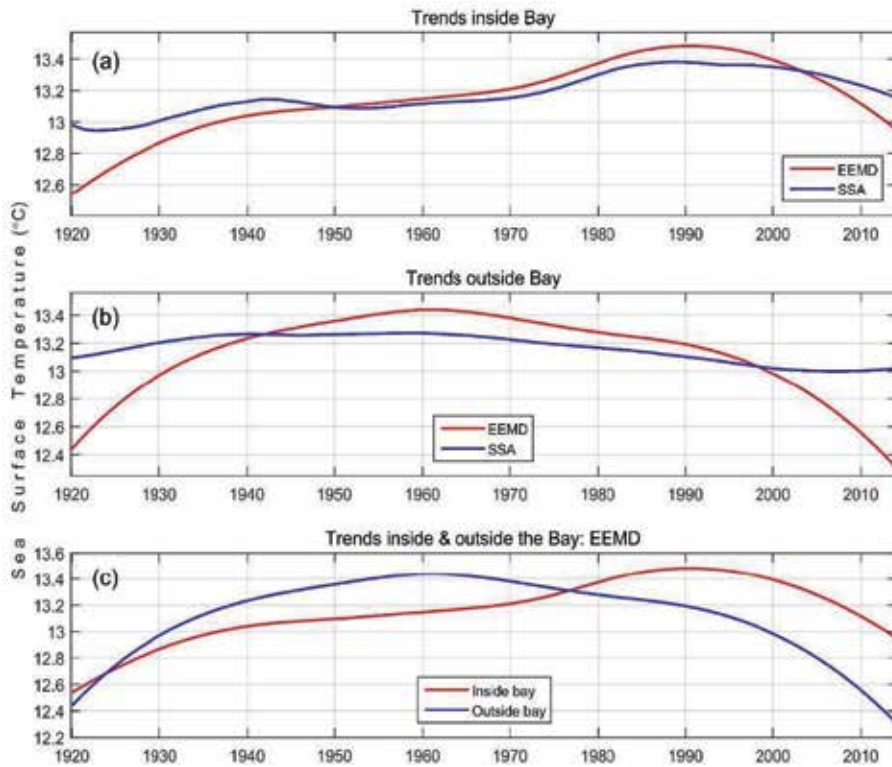 Trends inside Bay
(a)
13.4
13.2
13
12.8
12.6
EEMD
SSA
1920 1930 1940 1950 1960 1970 1980 1990 2000 2010
Trends outside Bay
(b)
13.4
13.2
13
12.8
12.6
12.4
EEMD
SSA
1920 1930 1940 1950 1960 1970 1980 1990 2000 2010
Sea Surface Temperature (°C)
Trends inside & outside the Bay: EEMD
(c)
13.6
13.4
13.2
13
12.8
12.6
12.4
12.2
Inside bay
Outside bay
1920 1930 1940 1950 1960 1970 1980 1990 2000 2010